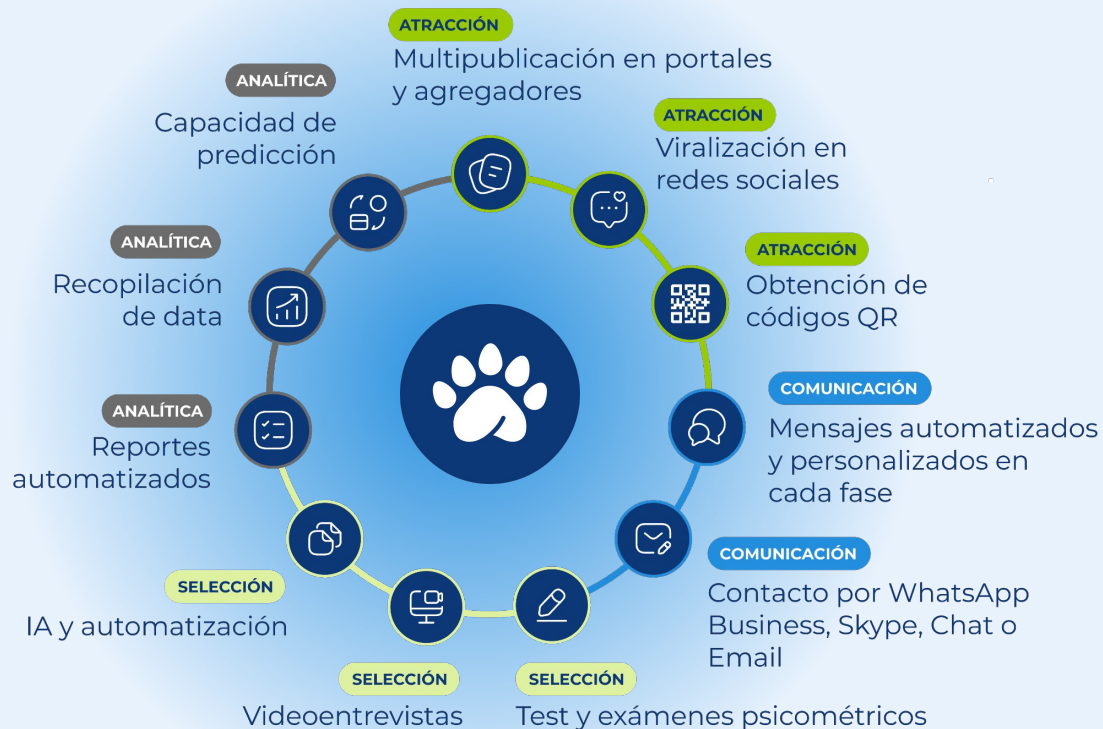 ATRACCIÓN
Multipublicación en portales
y agregadores
ATRACCIÓN
Viralización en
redes sociales
ATRACCIÓN
Obtención de
códigos QR
COMUNICACIÓN
Mensajes automatizados
y personalizados en
cada fase
COMUNICACIÓN
Contacto por WhatsApp
Business, Skype, Chat o
Email
SELECCIÓN
Test y exámenes psicométricos
SELECCIÓN
Videoentrevistas
SELECCIÓN
IA y automatización
ANALÍTICA
Reportes
automatizados
ANALÍTICA
Recopilación
de data
ANALÍTICA
Capacidad de
predicción